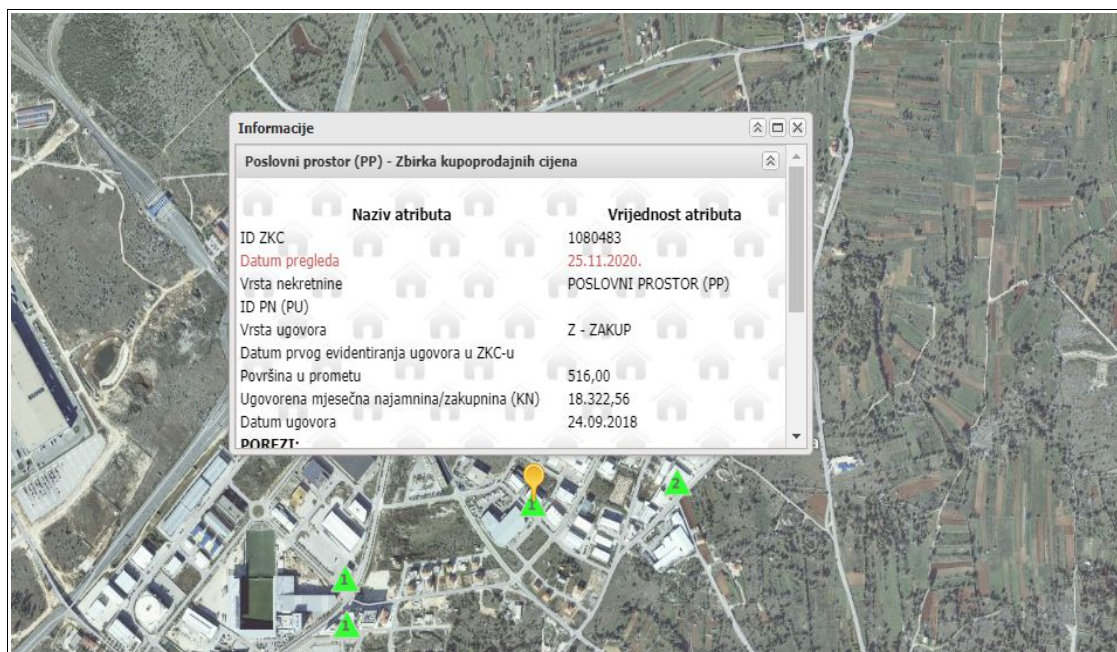 Informacije
Poslovni prostor (PP) - Zbirka kupoprodajnih cijena
Naziv atributa Vrijednost atributa
ID ZKC 1080483
Datum pregleda 25.11.2020.
Vrsta nekretnine POSLOVNI PROSTOR (PP)
ID PN (PU)
Vrsta ugovora Z - ZAKUP
Datum prvog evidentiranja ugovora u ZKC-u
Površina u prometu 516,00
Ugovorena mjesečna najamnina/zakupnina (KN) 18.322,56
Datum ugovora 24.09.2018
POREZI:
1
2
1
1